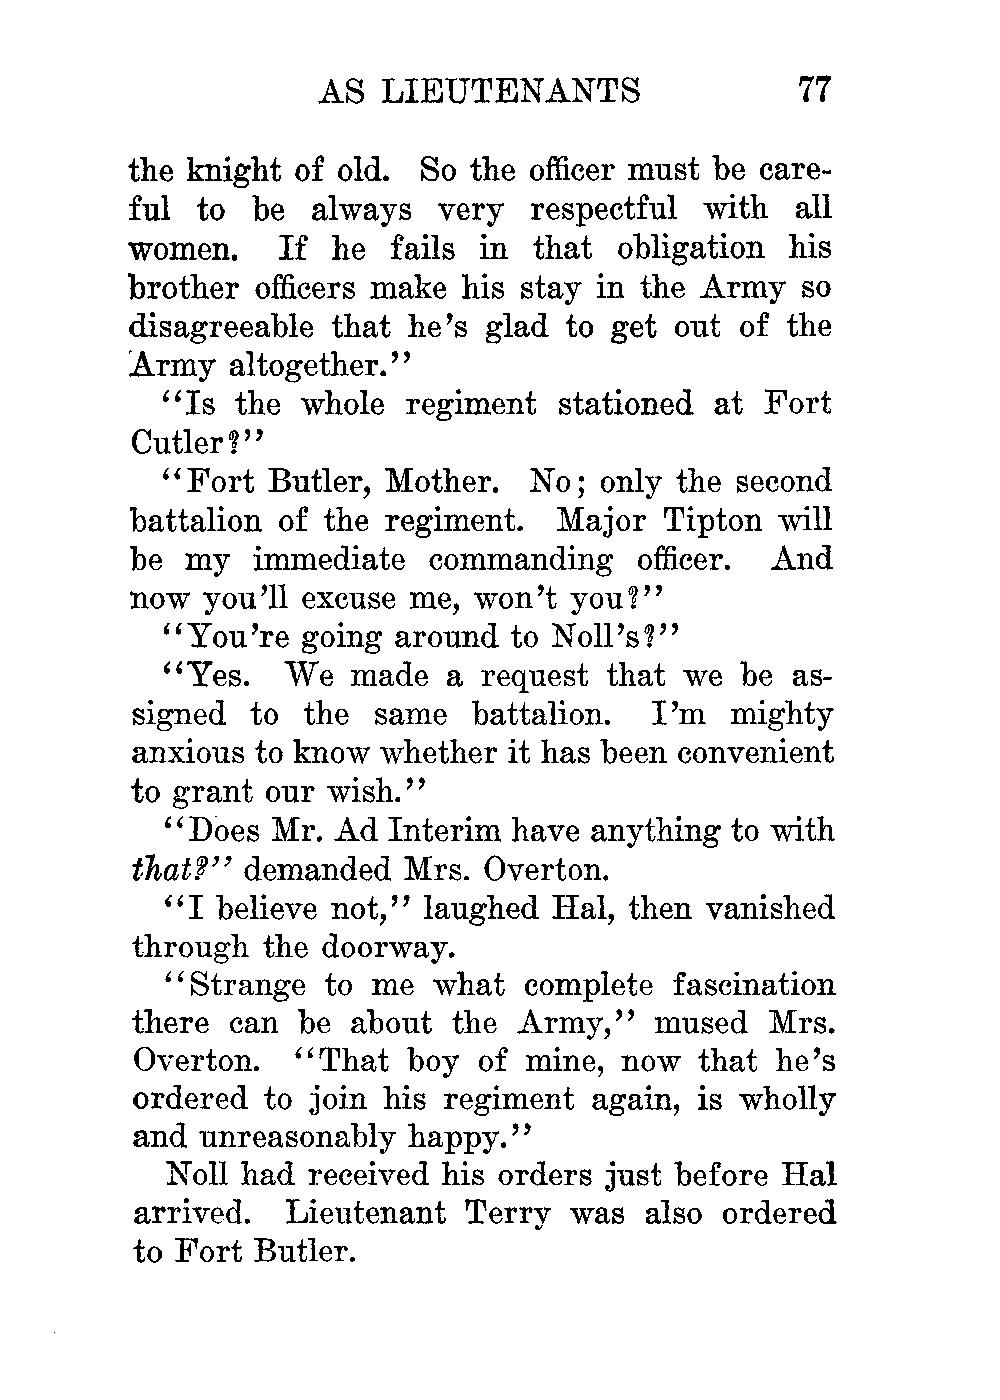 AS LIEUTENANTS 77
the knight of old. So the officer must be care-
ful to be always very respectful with all
women. If he fails in that obligation his
brother officers make his stay in the Army so
disagreeable that he's glad to get out of the
Army altogether."
"Is the whole regiment stationed at Fort
Cutler?"
"Fort Butler, Mother. No; only the second
battalion of the regiment. Major Tipton will
be my immediate commanding officer. And
now you'll excuse me, won't you?"
"You're going around to Noll's?"
"Yes. We made a request that we be as-
signed to the same battalion. I'm mighty
anxious to know whether it has been convenient
to grant our wish."
"Does Mr. Ad Interim have anything to with
that?" demanded Mrs. Overton.
"I believe not," laughed Hal, then vanished
through the doorway.
"Strange to me what complete fascination
there can be about the Army," mused Mrs.
Overton. "That boy of mine, now that he's
ordered to join his regiment again, is wholly
and unreasonably happy."
Noll had received his orders just before Hal
arrived. Lieutenant Terry was also ordered
to Fort Butler.